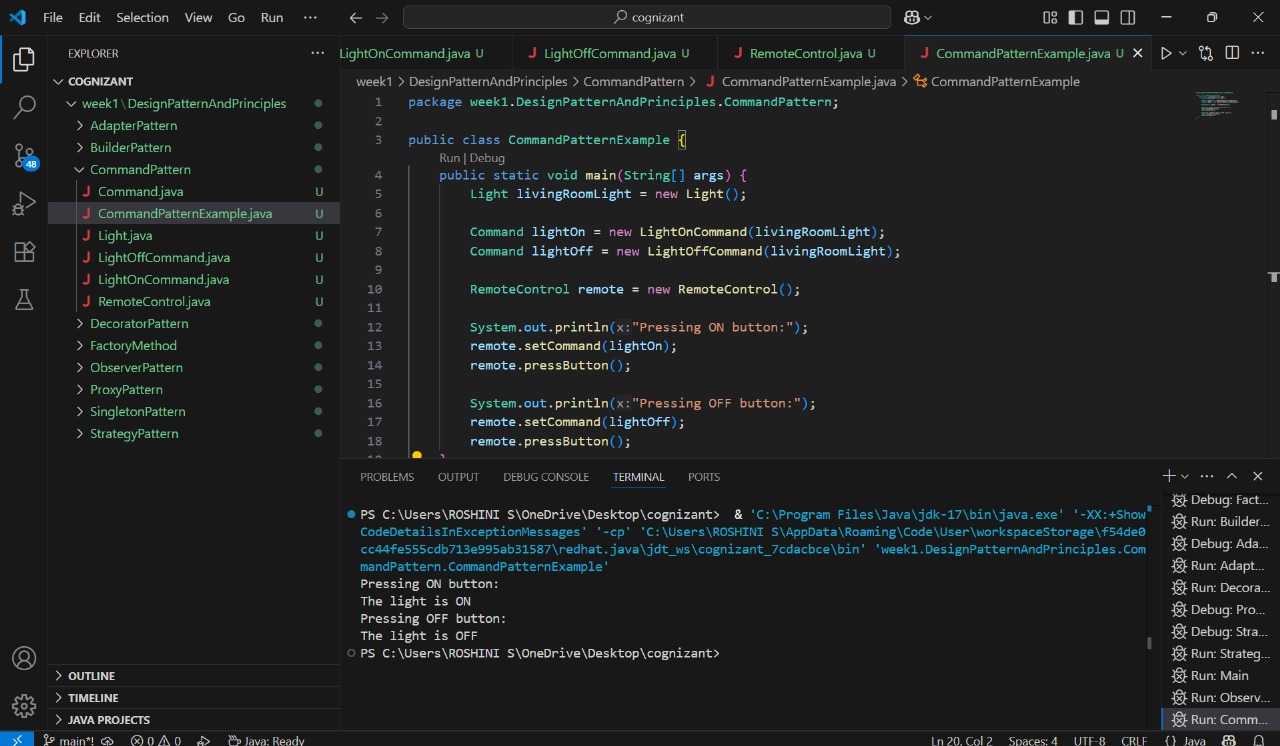 File Edit Selection View Go Run ··· cognizant
EXPLORER ···
COGNIZANT
week1 \ DesignPatternAndPrinciples
AdapterPattern
BuilderPattern
CommandPattern
J Command.java U
J CommandPatternExample.java U
J Light.java U
J LightOffCommand.java U
J LightOnCommand.java U
J RemoteControl.java U
DecoratorPattern
FactoryMethod
ObserverPattern
ProxyPattern
SingletonPattern
StrategyPattern
OUTLINE
TIMELINE
JAVA PROJECTS
48
LightOnCommand.java U J LightOffCommand.java U J RemoteControl.java U J CommandPatternExample.java U
week1 > DesignPatternAndPrinciples > CommandPattern > J CommandPatternExample.java > CommandPatternExample
1 package week1.DesignPatternAndPrinciples.CommandPattern;
2
3 public class CommandPatternExample {
Run | Debug
4 public static void main(String[] args) {
5 Light livingRoomLight = new Light();
6
7 Command lightOn = new LightOnCommand(livingRoomLight);
8 Command lightOff = new LightOffCommand(livingRoomLight);
9
10 RemoteControl remote = new RemoteControl();
11
12 System.out.println(x:"Pressing ON button:");
13 remote.setCommand(lightOn);
14 remote.pressButton();
15
16 System.out.println(x:"Pressing OFF button:");
17 remote.setCommand(lightOff);
18 remote.pressButton();
19 }
PROBLEMS OUTPUT DEBUG CONSOLE TERMINAL PORTS
PS C:\Users\ROSHINI S\OneDrive\Desktop\cognizant> & 'C:\Program Files\Java\jdk-17\bin\java.exe' '-XX:+Show
CodeDetailsInExceptionMessages' '-cp' 'C:\Users\ROSHINI S\AppData\Roaming\Code\User\workspaceStorage\f54de0
cc44fe555cdb713e995ab31587\redhat.java\jdt_ws\cognizant_7cdacbce\bin' 'week1.DesignPatternAndPrinciples.Com
mandPattern.CommandPatternExample'
Pressing ON button:
The light is ON
Pressing OFF button:
The light is OFF
PS C:\Users\ROSHINI S\OneDrive\Desktop\cognizant>
Debug: Fact...
Run: Builder...
Debug: Ada...
Run: Adapt...
Run: Decora...
Debug: Pro...
Debug: Stra...
Run: Strateg...
Run: Main
Run: Observ...
Run: Comm...
main*! 0 0 Java: Ready Ln 20, Col 2 Spaces: 4 UTF-8 CRLF {} Java